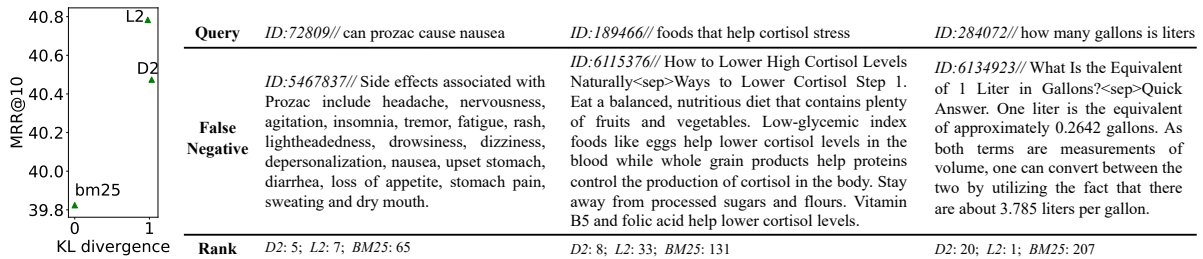 40.8
40.6
40.4
40.2
40.0
39.8
MRR@10
L2
D2
bm25
0
1
KL divergence
Query
ID:72809// can prozac cause nausea
ID:189466// foods that help cortisol stress
ID:284072// how many gallons is liters
False
Negative
ID:5467837// Side effects associated with
Prozac include headache, nervousness,
agitation, insomnia, tremor, fatigue, rash,
lightheadedness, drowsiness, dizziness,
depersonalization, nausea, upset stomach,
diarrhea, loss of appetite, stomach pain,
sweating and dry mouth.
ID:6115376// How to Lower High Cortisol Levels
Naturally<sep>Ways to Lower Cortisol Step 1.
Eat a balanced, nutritious diet that contains plenty
of fruits and vegetables. Low-glycemic index
foods like eggs help lower cortisol levels in the
blood while whole grain products help proteins
control the production of cortisol in the body. Stay
away from processed sugars and flours. Vitamin
B5 and folic acid help lower cortisol levels.
ID:6134923// What Is the Equivalent
of 1 Liter in Gallons?<sep>Quick
Answer. One liter is the equivalent
of approximately 0.2642 gallons. As
both terms are measurements of
volume, one can convert between the
two by utilizing the fact that there
are about 3.785 liters per gallon.
Rank
D2: 5; L2: 7; BM25: 65
D2: 8; L2: 33; BM25: 131
D2: 20; L2: 1; BM25: 207